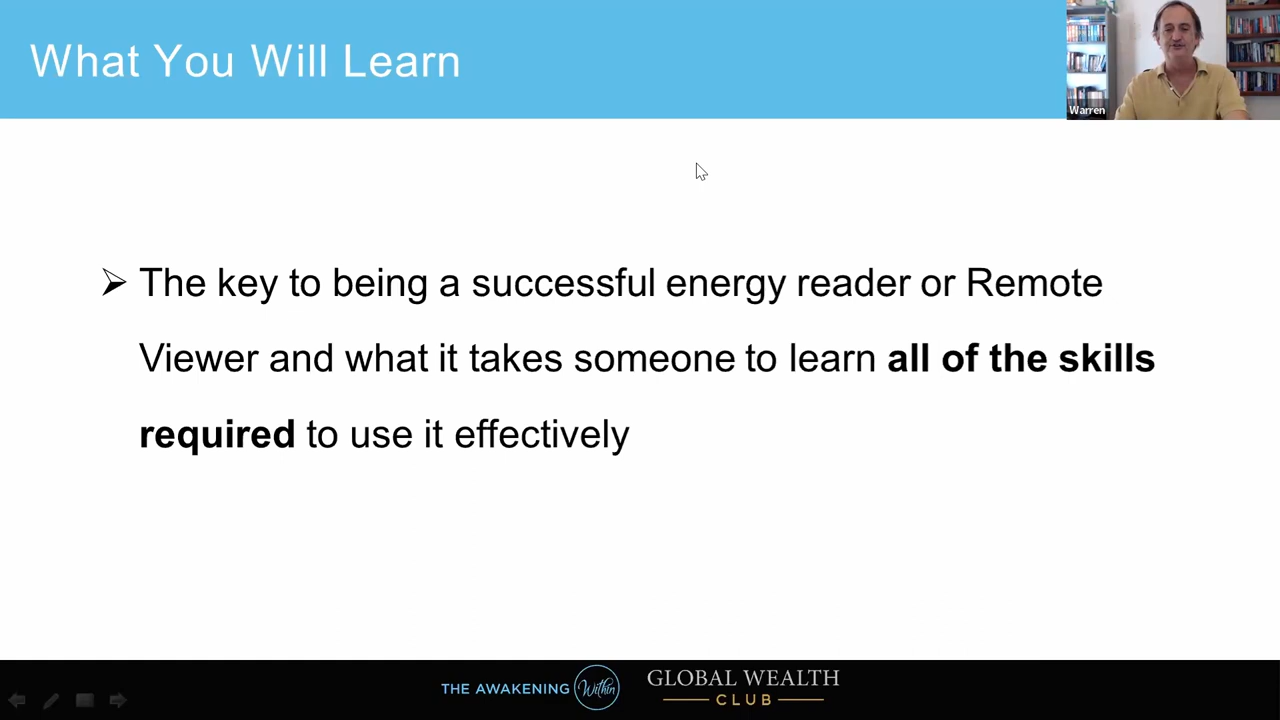 What You Will Learn
Warren
➢ The key to being a successful energy reader or Remote
Viewer and what it takes someone to learn all of the skills
required to use it effectively
THE AWAKENING Within
GLOBAL WEALTH
CLUB